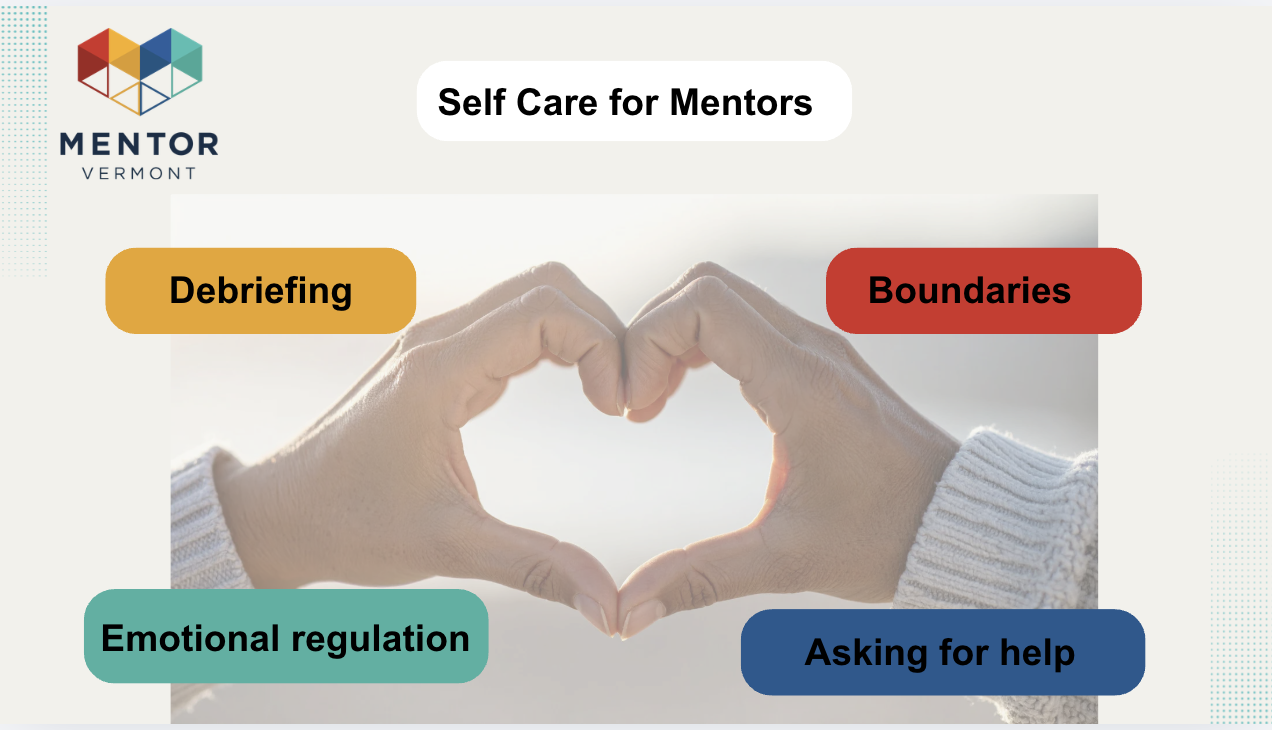 MENTOR
VERMONT
Self Care for Mentors
Debriefing
Boundaries
Emotional regulation
Asking for help